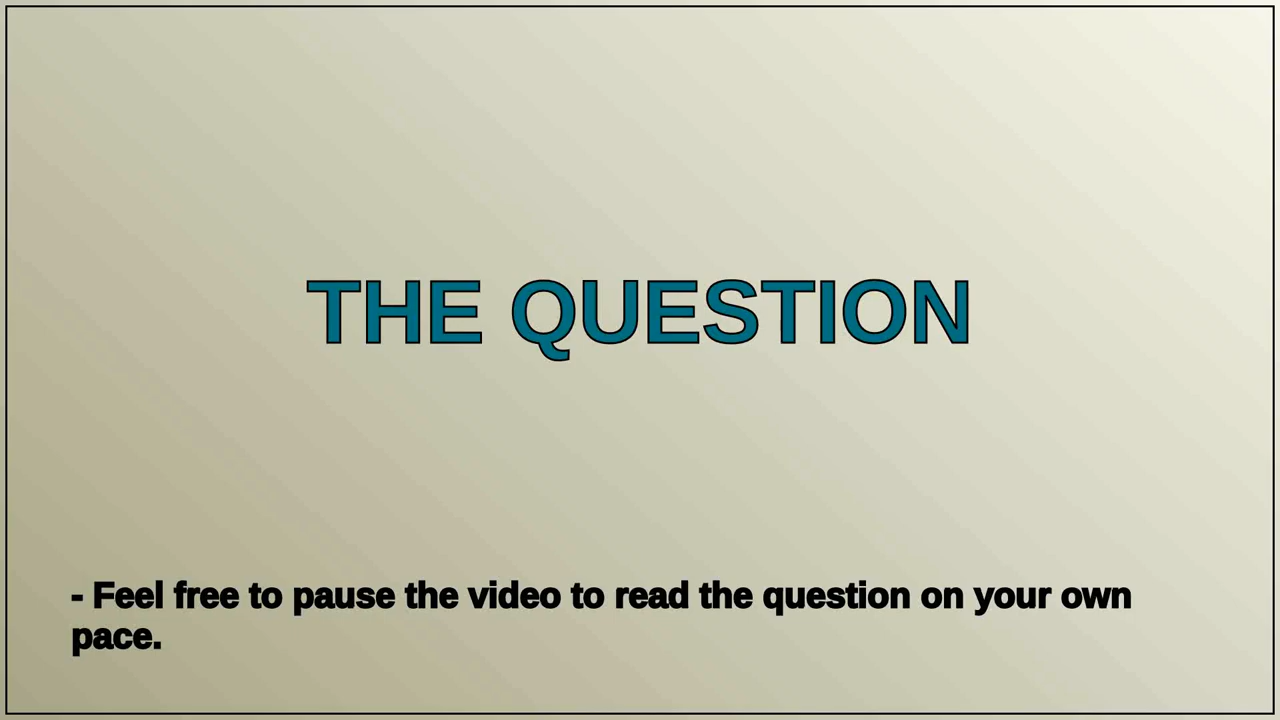 THE QUESTION
- Feel free to pause the video to read the question on your own
pace.